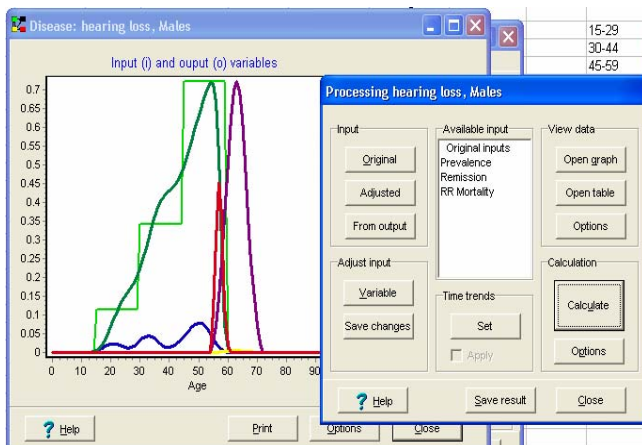 Disease: hearing loss, Males
Input (i) and ouput (o) variables
0.7
0.65
0.6
0.55
0.5
0.45
0.4
0.35
0.3
0.25
0.2
0.15
0.1
0.05
0
0 10 20 30 40 50 60 70 80 90
Age
Help
Print
Options
Close
15-29
30-44
45-59
Processing hearing loss, Males
Input
Original
Adjusted
From output
Available input
Original inputs
Prevalence
Remission
RR Mortality
View data
Open graph
Open table
Options
Adjust input
Variable
Save changes
Time trends
Set
Apply
Calculation
Calculate
Options
Help
Save result
Close